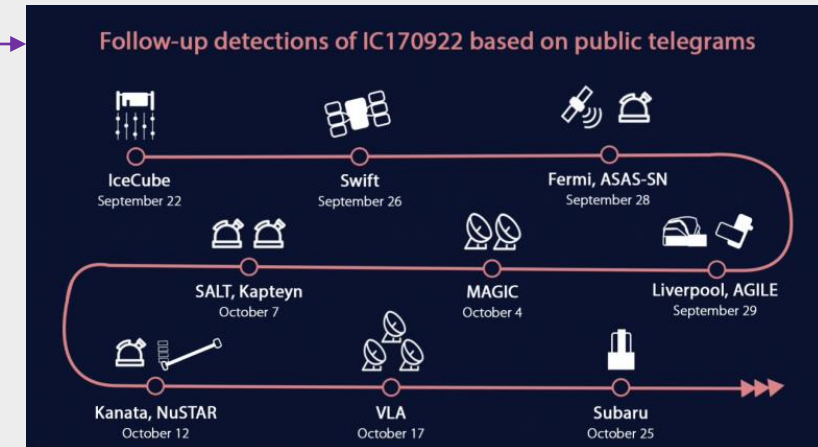 Follow-up detections of IC170922 based on public telegrams
IceCube
September 22
Swift
September 26
Fermi, ASAS-SN
September 28
Liverpool, AGILE
September 29
MAGIC
October 4
SALT, Kapteyn
October 7
Kanata, NuSTAR
October 12
VLA
October 17
Subaru
October 25